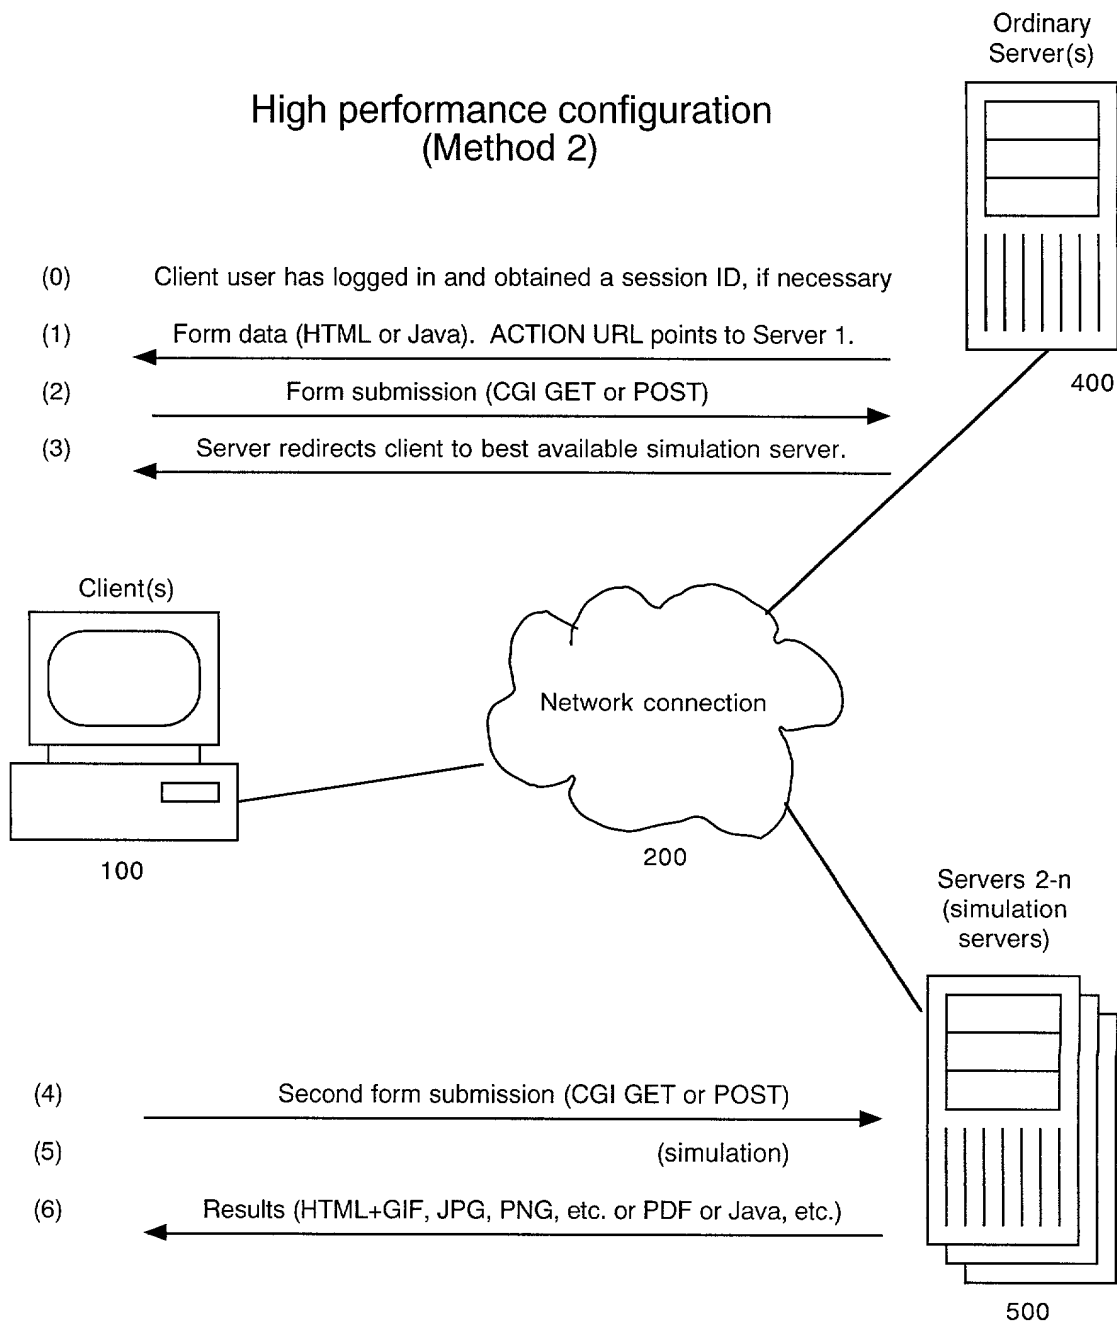 Ordinary
Server(s)
High performance configuration
(Method 2)
(0) Client user has logged in and obtained a session ID, if necessary
(1) Form data (HTML or Java). ACTION URL points to Server 1.
400
(2) Form submission (CGI GET or POST)
(3) Server redirects client to best available simulation server.
Client(s)
Network connection
100
200
Servers 2-n
(simulation
servers)
(4) Second form submission (CGI GET or POST)
(5) (simulation)
(6) Results (HTML+GIF, JPG, PNG, etc. or PDF or Java, etc.)
500